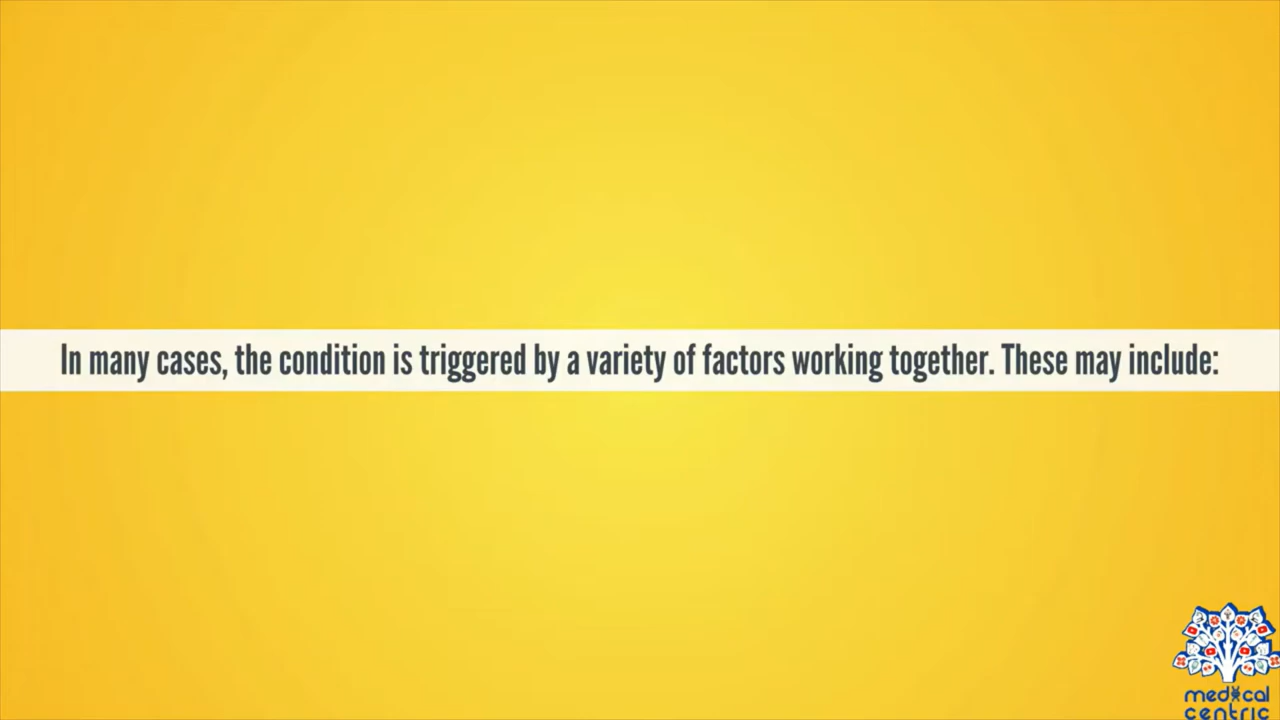 In many cases, the condition is triggered by a variety of factors working together. These may include:
medical
centric